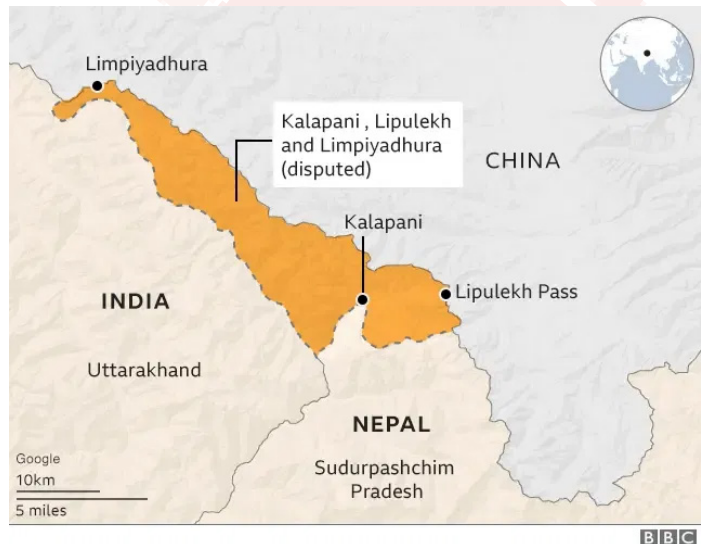 Limpiyadhura
Kalapani , Lipulekh
and Limpiyadhura
(disputed)
CHINA
Kalapani
Lipulekh Pass
INDIA
Uttarakhand
NEPAL
Sudurpashchim
Pradesh
Google
10km
5 miles
BBC